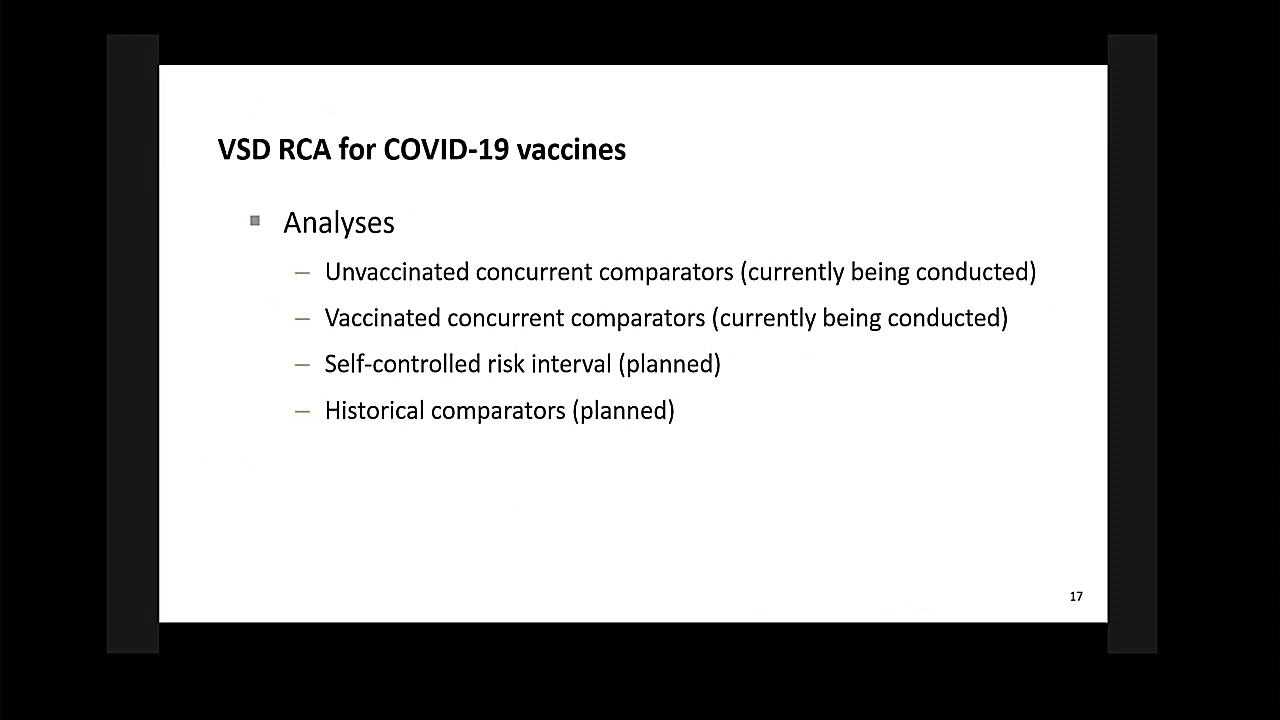 VSD RCA for COVID-19 vaccines
Analyses
– Unvaccinated concurrent comparators (currently being conducted)
– Vaccinated concurrent comparators (currently being conducted)
– Self-controlled risk interval (planned)
– Historical comparators (planned)
17